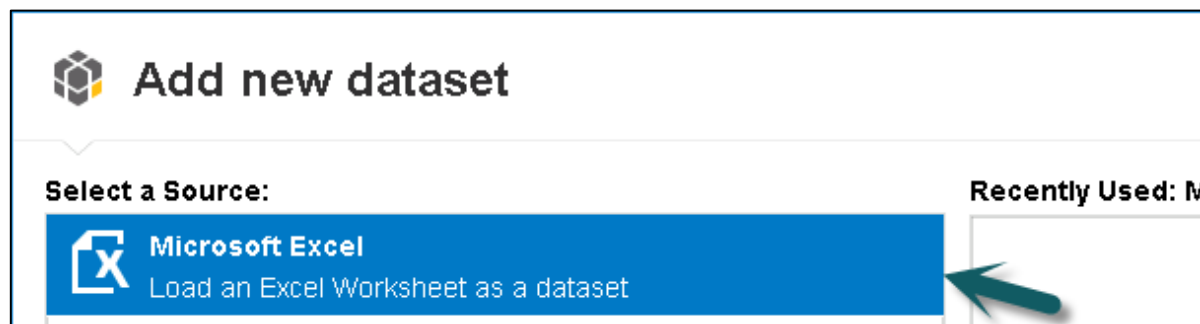 Add new dataset
Select a Source:
Recently Used:
Microsoft Excel
Load an Excel Worksheet as a dataset